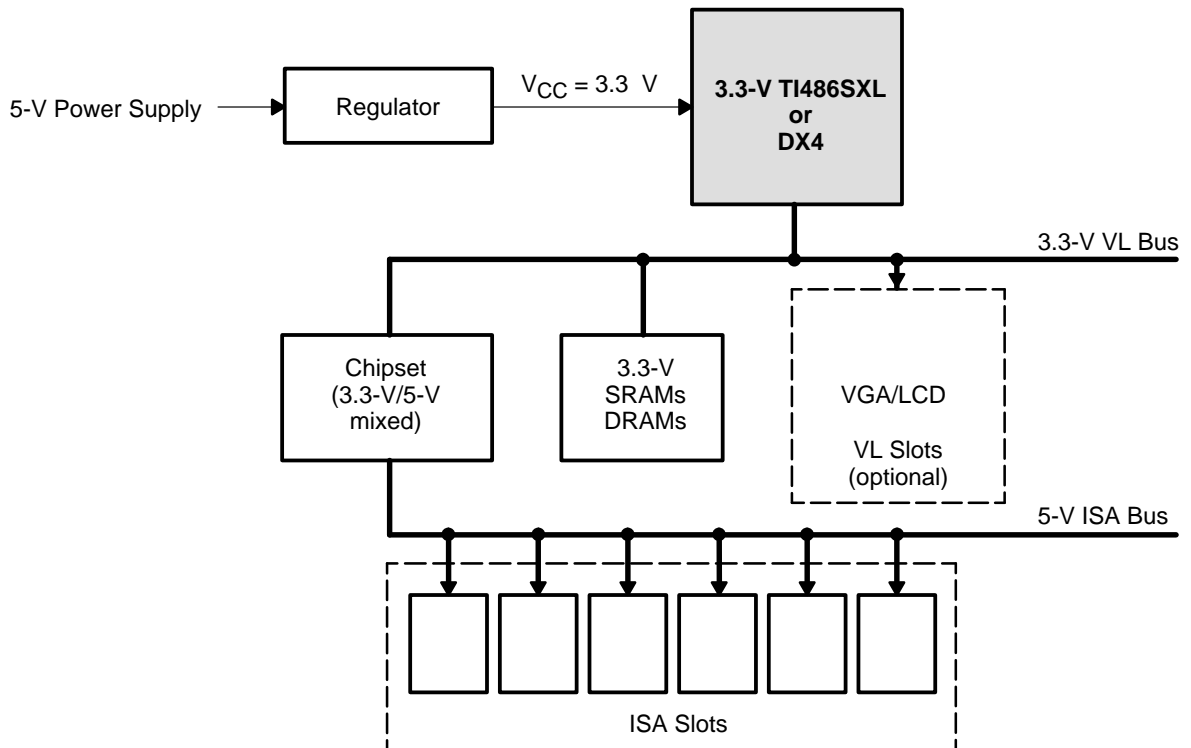 5-V Power Supply
Regulator
VCC = 3.3 V
3.3-V TI486SXL
or
DX4
3.3-V VL Bus
Chipset
(3.3-V/5-V
mixed)
3.3-V
SRAMs
DRAMs
VGA/LCD
VL Slots
(optional)
5-V ISA Bus
ISA Slots